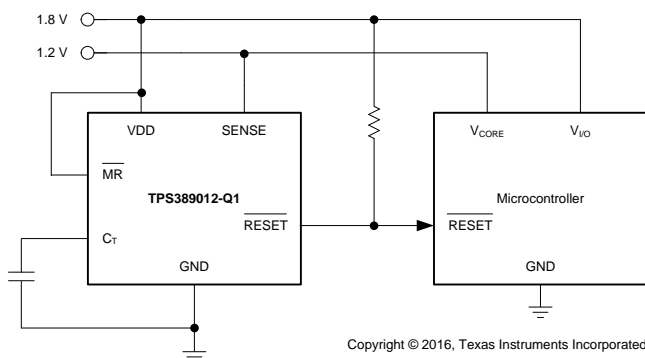 1.8 V
1.2 V
VDD
SENSE
V_CORE
V_I/O
MR
TPS389012-Q1
Microcontroller
RESET
RESET
C_T
GND
GND
Copyright © 2016, Texas Instruments Incorporated